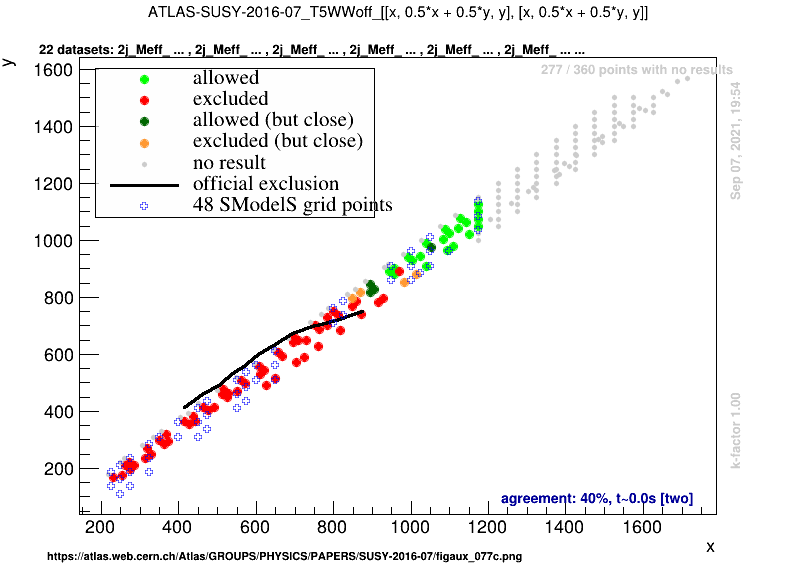 ATLAS-SUSY-2016-07_T5WWoff_[[x, 0.5*x + 0.5*y, y], [x, 0.5*x + 0.5*y, y]]
22 datasets: 2j_Meff_ ... , 2j_Meff_ ... , 2j_Meff_ ... , 2j_Meff_ ... , 2j_Meff_ ... , 2j_Meff_ ... ...
y
277 / 360 points with no results
allowed
excluded
allowed (but close)
excluded (but close)
no result
official exclusion
48 SModelS grid points
Sep 07, 2021, 19:54
k-factor 1.00
1600
1400
1200
1000
800
600
400
200
agreement: 40%, t~0.0s [two]
200 400 600 800 1000 1200 1400 1600
x
https://atlas.web.cern.ch/Atlas/GROUPS/PHYSICS/PAPERS/SUSY-2016-07/figaux_077c.png